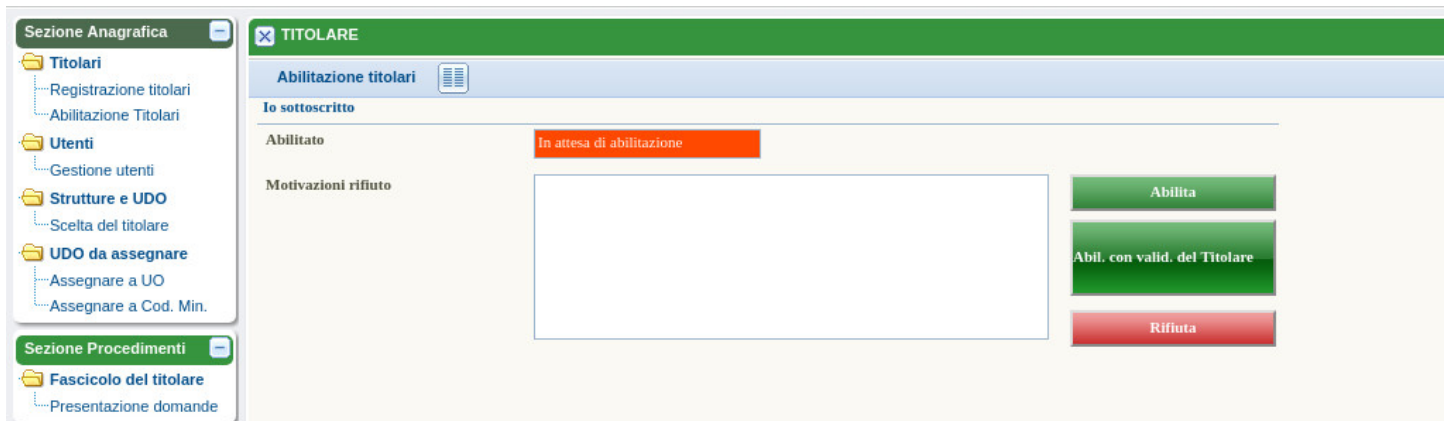 Sezione Anagrafica
Titolari
Registrazione titolari
Abilitazione Titolari
Utenti
Gestione utenti
Strutture e UDO
Scelta del titolare
UDO da assegnare
Assegnare a UO
Assegnare a Cod. Min.
Sezione Procedimenti
Fascicolo del titolare
Presentazione domande
TITOLARE
Abilitazione titolari
Io sottoscritto
Abilitato
In attesa di abilitazione
Motivazioni rifiuto
Abilita
Abil. con valid. del Titolare
Rifiuta